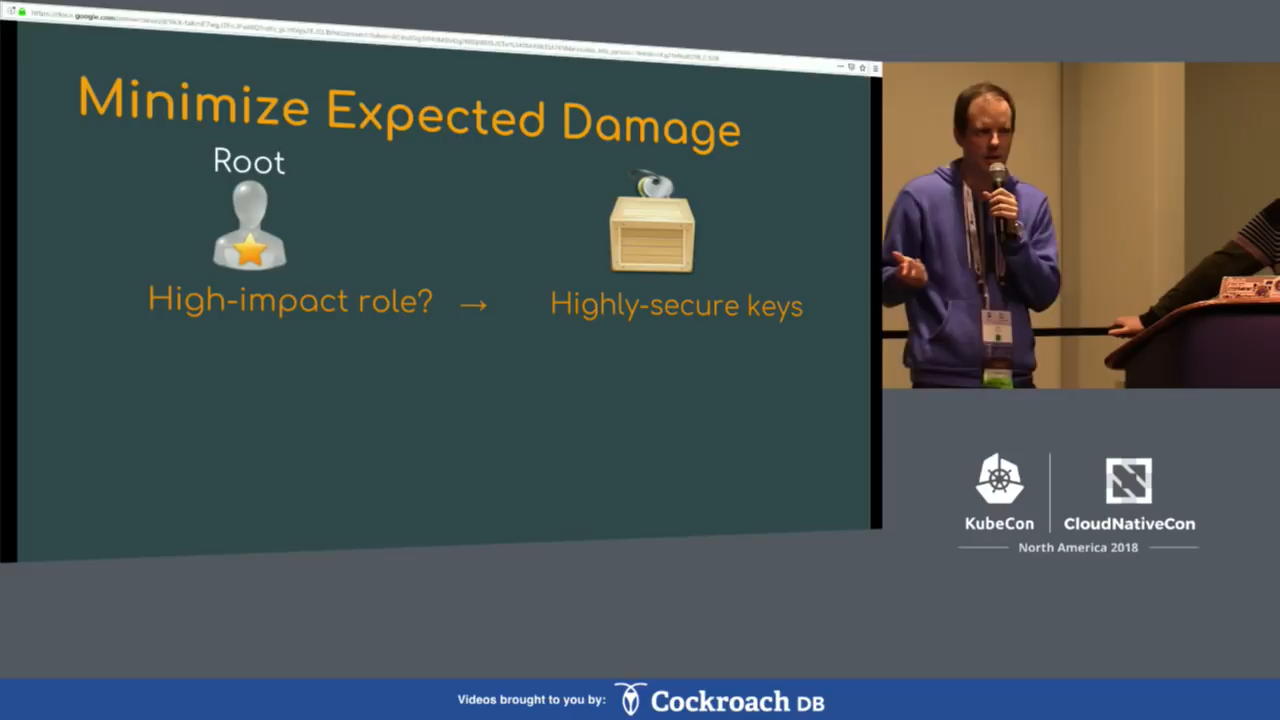 Minimize Expected Damage
Root
High-impact role? → Highly-secure keys
KubeCon
CloudNativeCon
North America 2018
Videos brought to you by: Cockroach DB